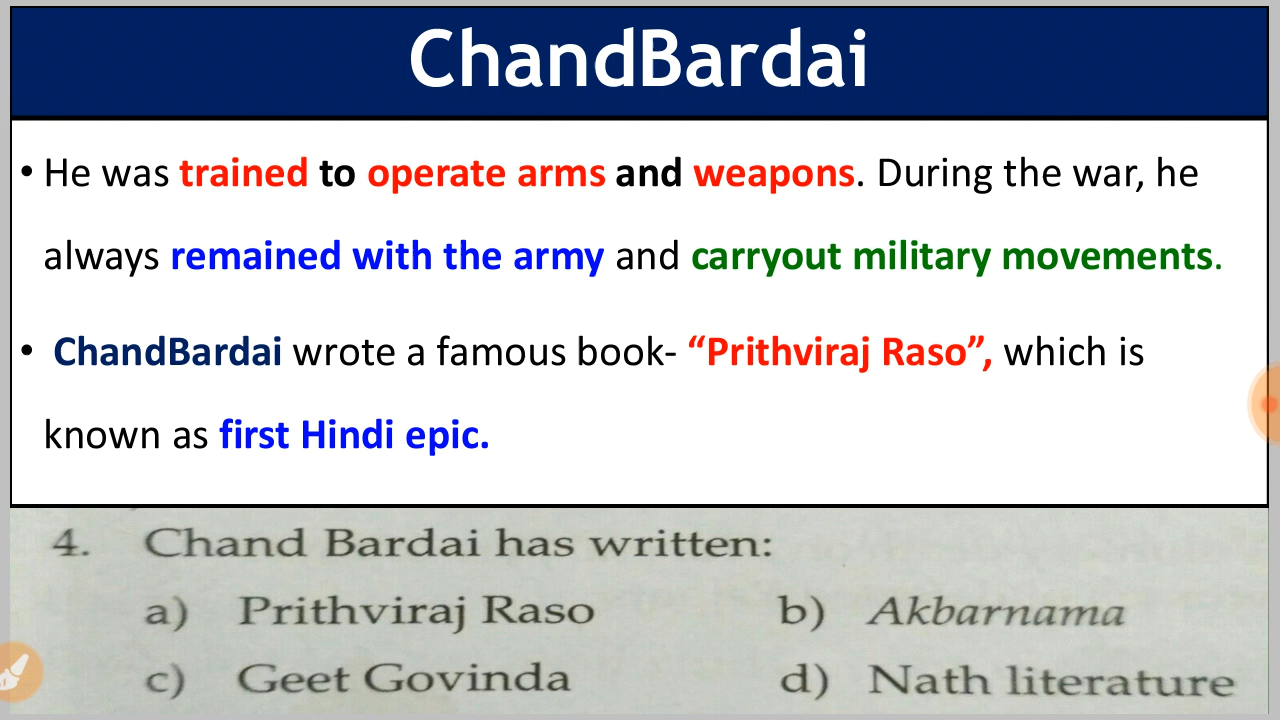 ChandBardai
• He was trained to operate arms and weapons. During the war, he
always remained with the army and carryout military movements.
• ChandBardai wrote a famous book- “Prithviraj Raso”, which is
known as first Hindi epic.
4. Chand Bardai has written:
a) Prithviraj Raso b) Akbarnama
c) Geet Govinda d) Nath literature